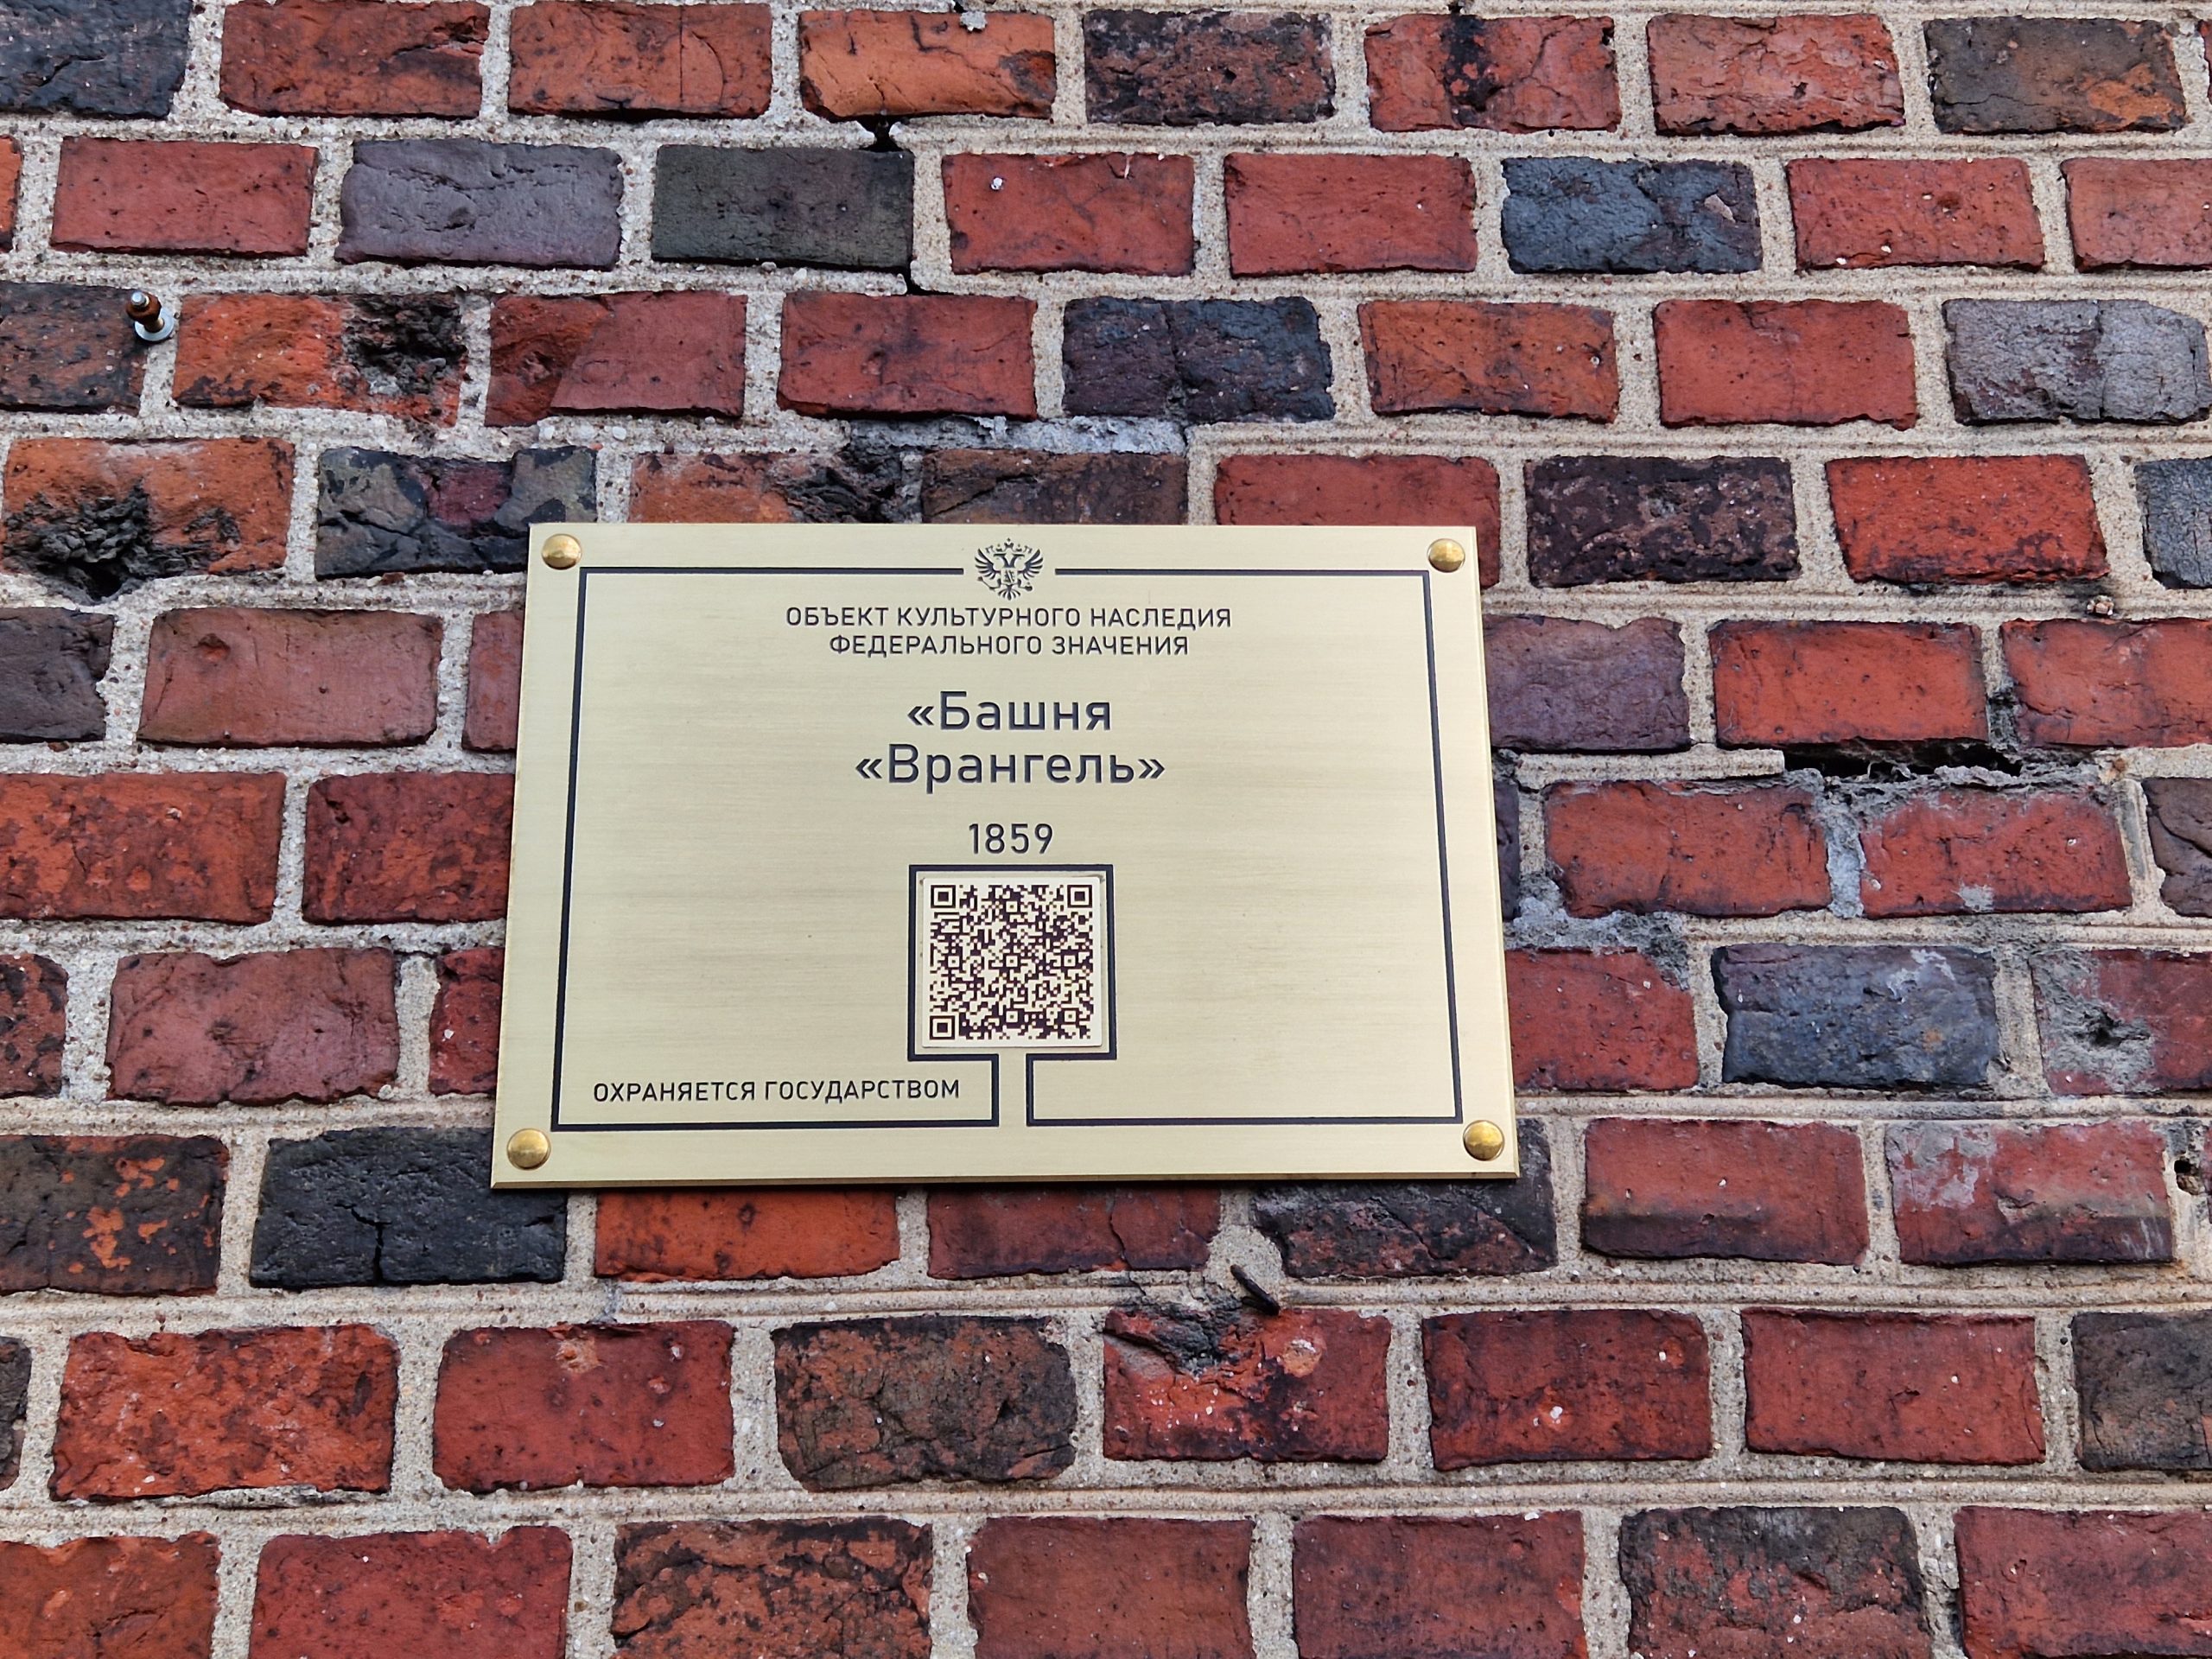 ОБЪЕКТ КУЛЬТУРНОГО НАСЛЕДИЯ
ФЕДЕРАЛЬНОГО ЗНАЧЕНИЯ
«Башня
«Врангель»
1859
ОХРАНЯЕТСЯ ГОСУДАРСТВОМ